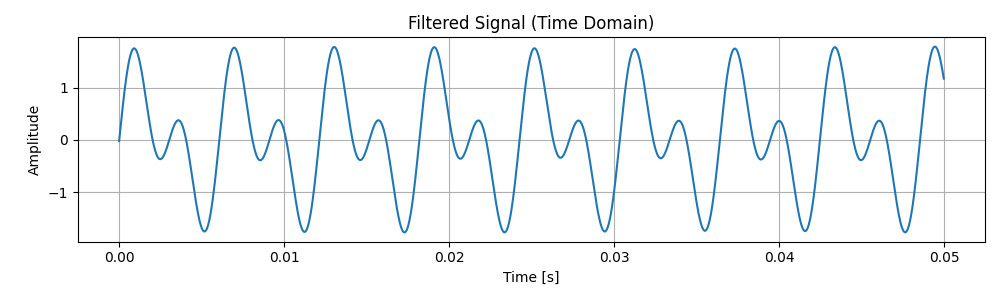 Filtered Signal (Time Domain)
Amplitude
1
0
−1
0.00 0.01 0.02 0.03 0.04 0.05
Time [s]